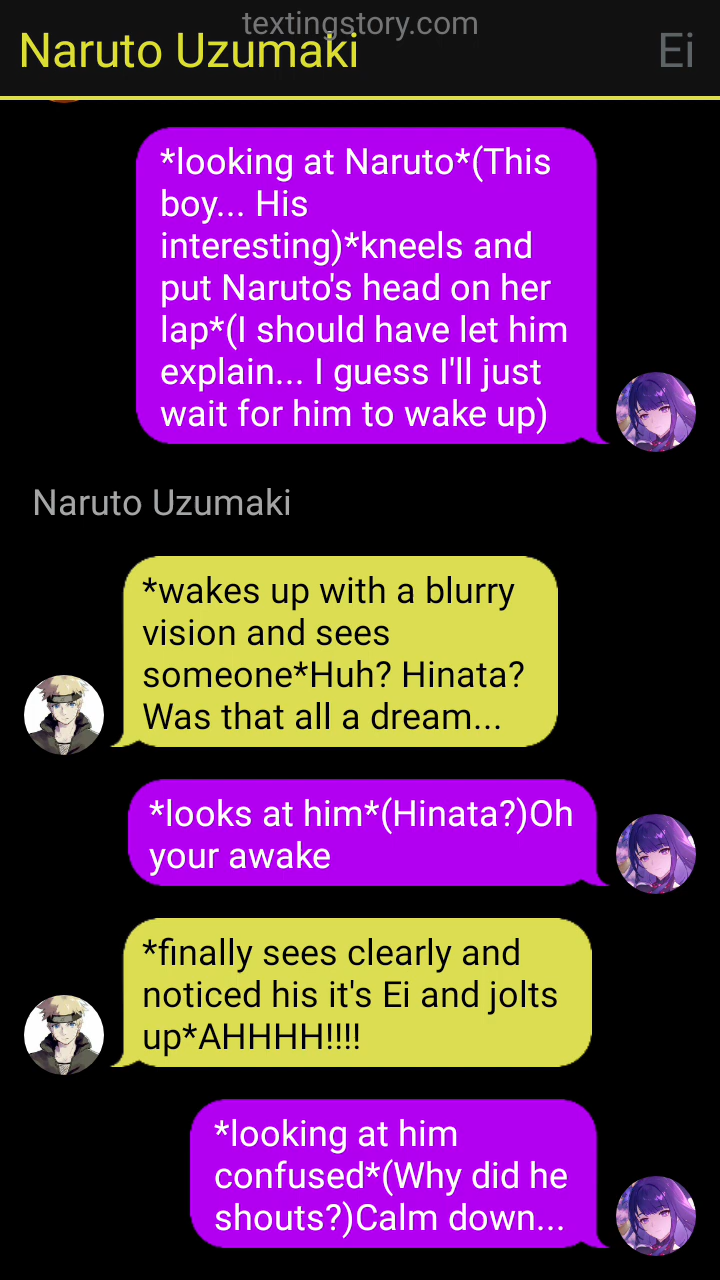 textingstory.com
Naruto Uzumaki
Ei
*looking at Naruto*(This
boy... His
interesting)*kneels and
put Naruto's head on her
lap*(I should have let him
explain... I guess I'll just
wait for him to wake up)
Naruto Uzumaki
*wakes up with a blurry
vision and sees
someone*Huh? Hinata?
Was that all a dream...
*looks at him*(Hinata?)Oh
your awake
*finally sees clearly and
noticed his it's Ei and jolts
up*AHHHH!!!!
*looking at him
confused*(Why did he
shouts?)Calm down...